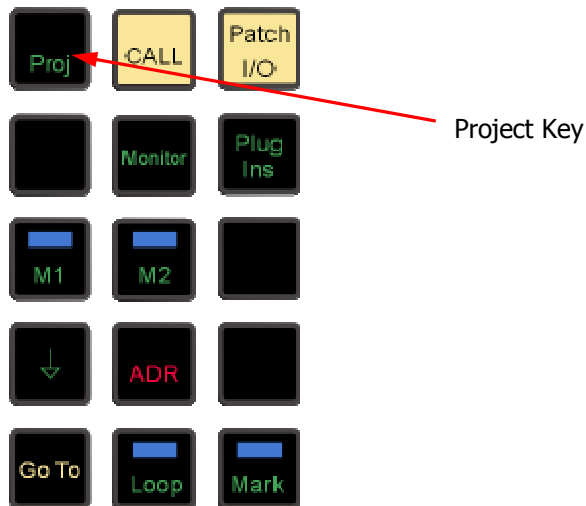 Proj
CALL
Patch
I/O
Project Key
Monitor
Plug
Ins
M1
M2
ADR
Go To
Loop
Mark